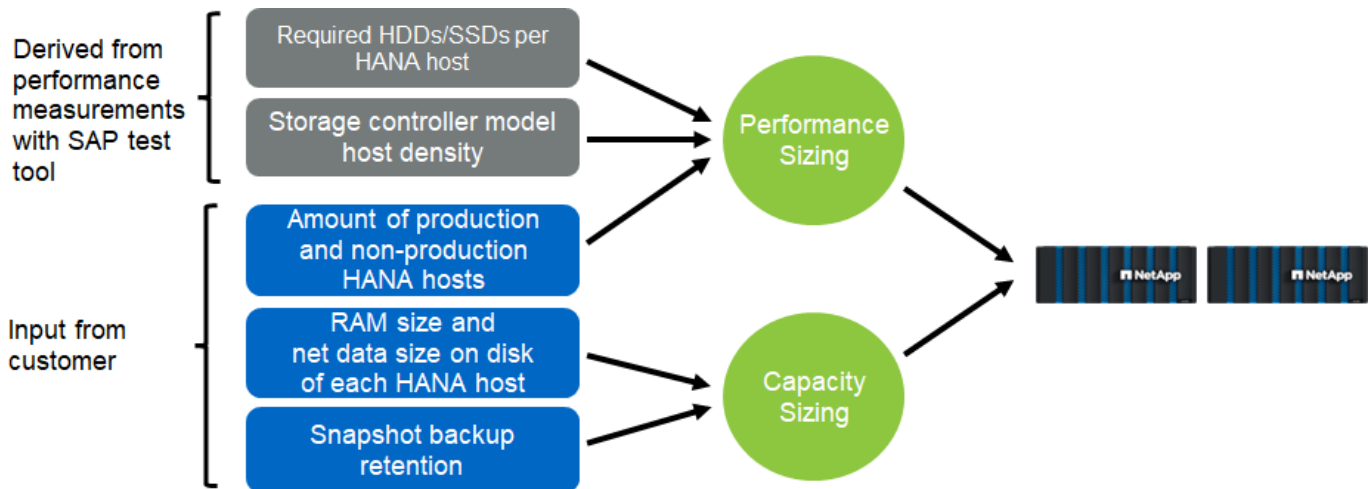 Derived from
performance
measurements
with SAP test
tool
Required HDDs/SSDs per
HANA host
Storage controller model
host density
Performance
Sizing
Input from
customer
Amount of production
and non-production
HANA hosts
RAM size and
net data size on disk
of each HANA host
Snapshot backup
retention
Capacity
Sizing
NetApp
NetApp